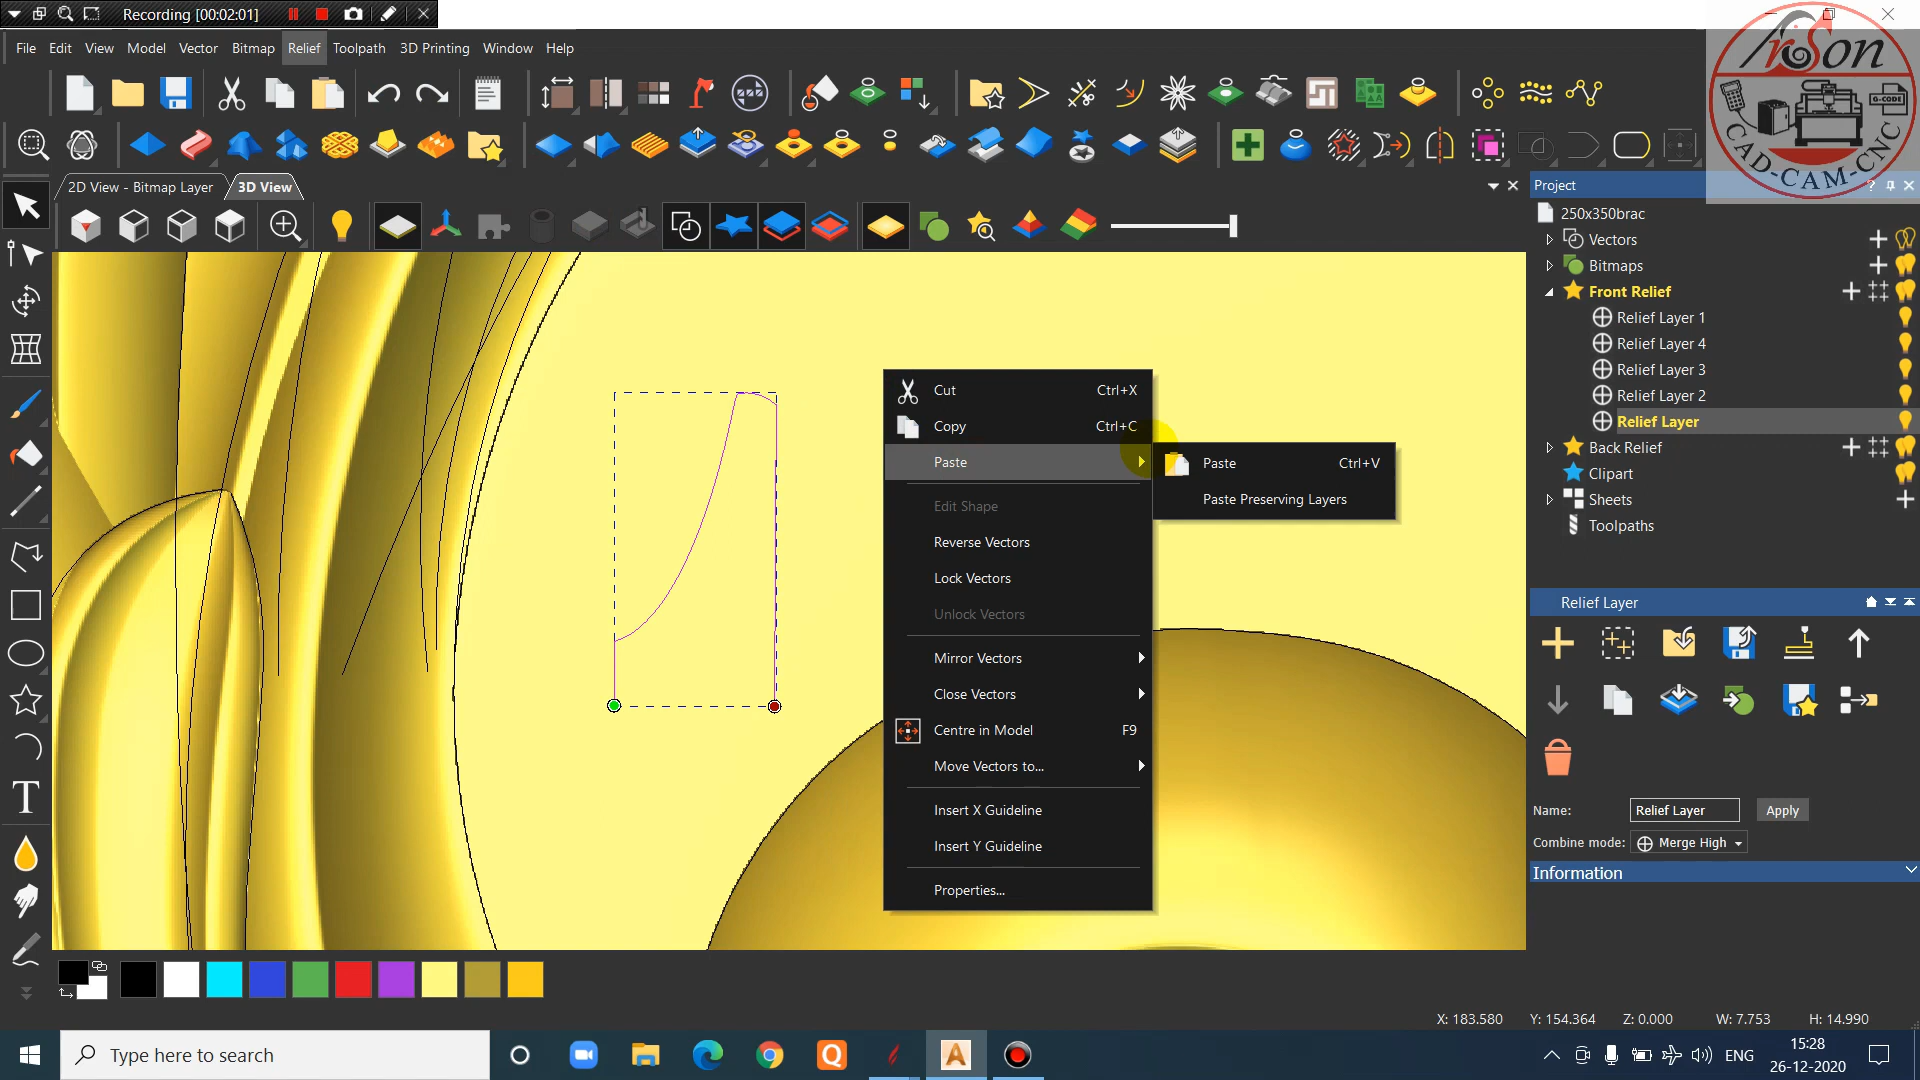 Recording [00:02:01]
File Edit View Model Vector Bitmap Relief Toolpath 3D Printing Window Help
IrSon
G-CODE
CAD-CAM-CNC
2D View - Bitmap Layer
3D View
Project
250x350brac
Vectors
Bitmaps
Front Relief
Relief Layer 1
Relief Layer 4
Relief Layer 3
Relief Layer 2
Relief Layer
Back Relief
Clipart
Sheets
Toolpaths
Cut Ctrl+X
Copy Ctrl+C
Paste
Paste Ctrl+V
Paste Preserving Layers
Edit Shape
Reverse Vectors
Lock Vectors
Unlock Vectors
Mirror Vectors
Close Vectors
Centre in Model F9
Move Vectors to...
Insert X Guideline
Insert Y Guideline
Properties...
Relief Layer
Name: Relief Layer Apply
Combine mode: Merge High
Information
X: 183.580 Y: 154.364 Z: 0.000 W: 7.753 H: 14.990
Type here to search
ENG
15:28
26-12-2020